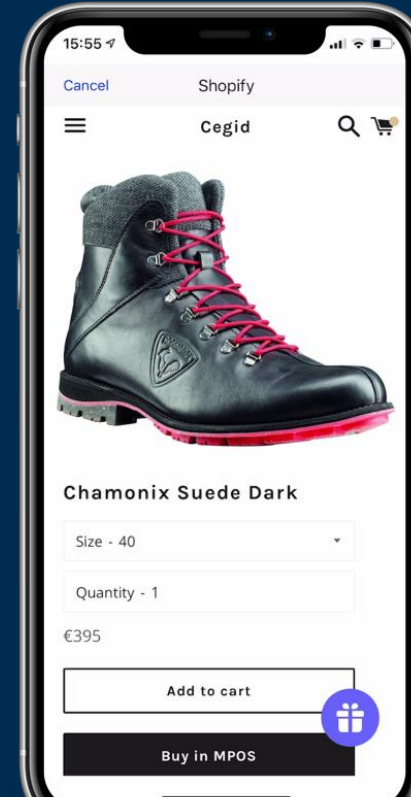 15:55
Cancel
Shopify
Cegid
Chamonix Suede Dark
Size - 40
Quantity - 1
€395
Add to cart
Buy in MPOS